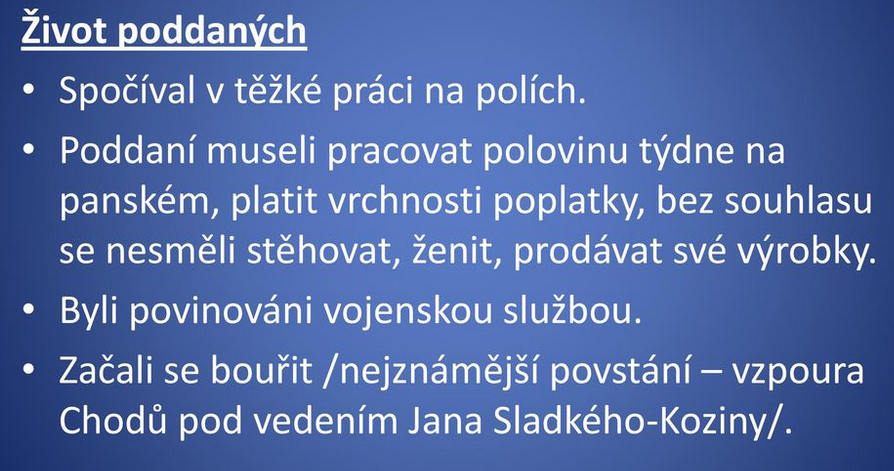 Život poddaných
• Spočíval v těžké práci na polích.
• Poddaní museli pracovat polovinu týdne na
panském, platit vrchnosti poplatky, bez souhlasu
se nesměli stěhovat, ženit, prodávat své výrobky.
• Byli povinováni vojenskou službou.
• Začali se bouřit /nejznámější povstání – vzpoura
Chodů pod vedením Jana Sladkého-Koziny/.